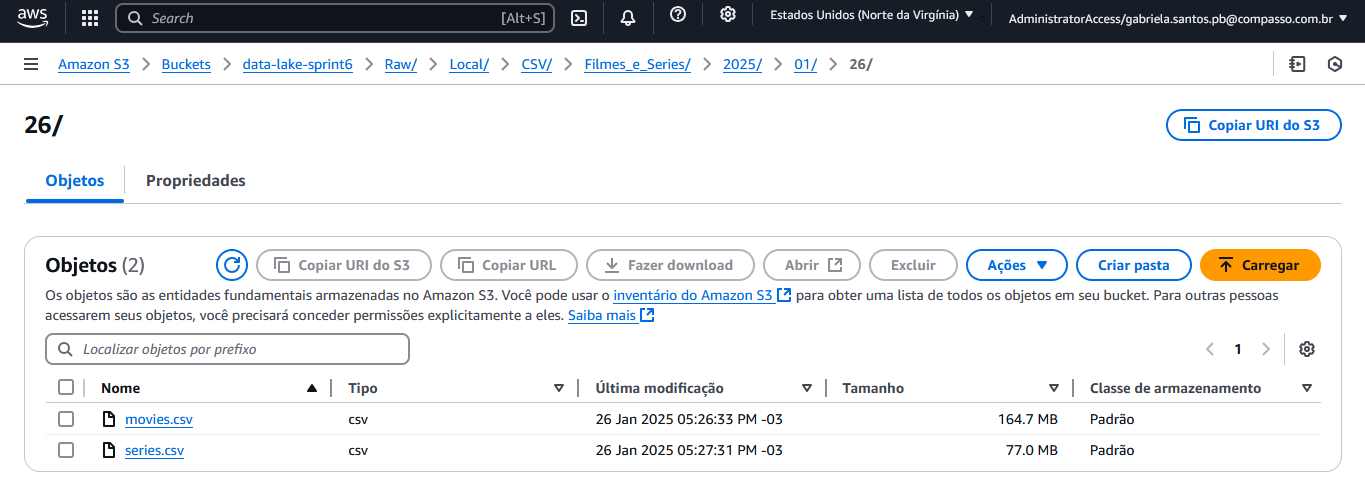 aws Search [Alt+S] Estados Unidos (Norte da Virgínia) AdministratorAccess/gabriela.santos.pb@compasso.com.br
Amazon S3 Buckets data-lake-sprint6 Raw/ Local/ CSV/ Filmes_e_Series/ 2025/ 01/ 26/
26/ Copiar URI do S3
Objetos Propriedades
Objetos (2) Copiar URI do S3 Copiar URL Fazer download Abrir Excluir Ações Criar pasta Carregar
Os objetos são as entidades fundamentais armazenadas no Amazon S3. Você pode usar o inventário do Amazon S3 para obter uma lista de todos os objetos em seu bucket. Para outras pessoas
acessarem seus objetos, você precisará conceder permissões explicitamente a eles. Saiba mais
Localizar objetos por prefixo 1
Nome Tipo Última modificação Tamanho Classe de armazenamento
movies.csv csv 26 Jan 2025 05:26:33 PM -03 164.7 MB Padrão
series.csv csv 26 Jan 2025 05:27:31 PM -03 77.0 MB Padrão